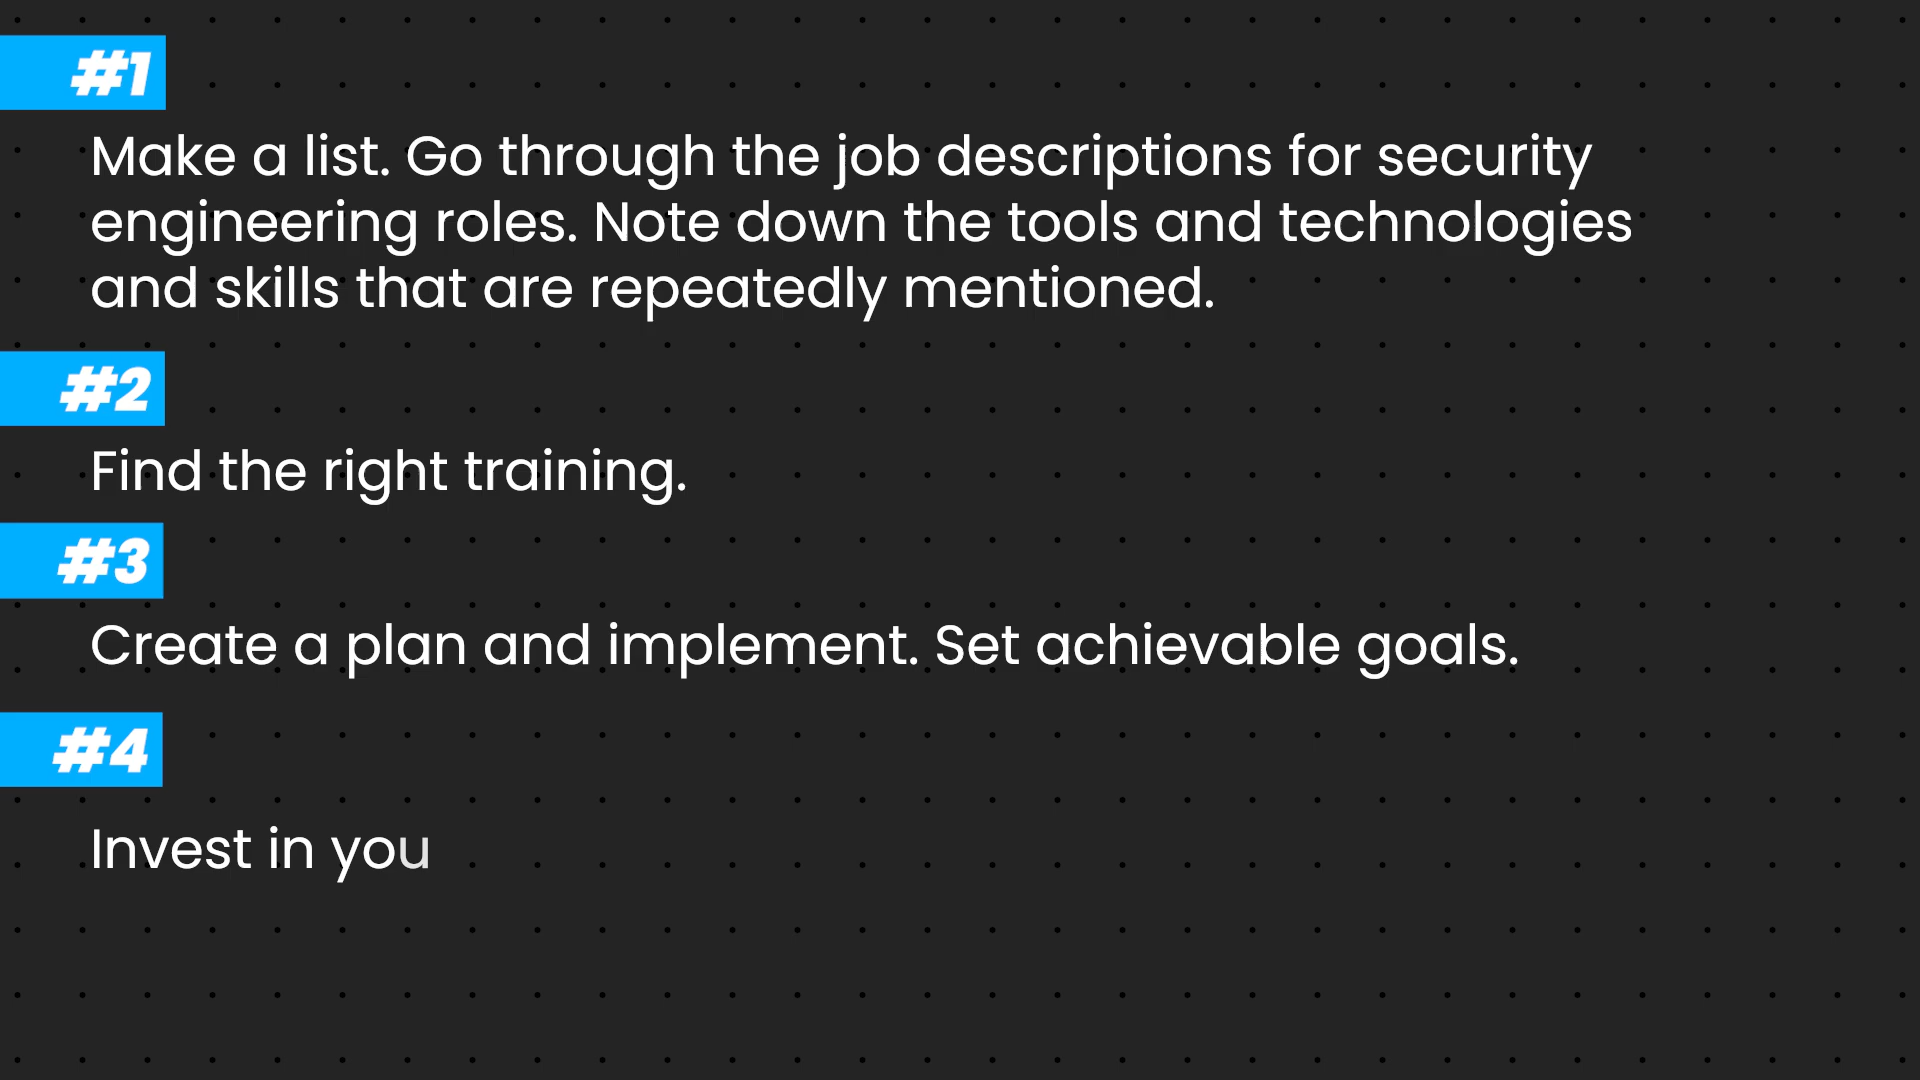 #1
Make a list. Go through the job descriptions for security
engineering roles. Note down the tools and technologies
and skills that are repeatedly mentioned.
#2
Find the right training.
#3
Create a plan and implement. Set achievable goals.
#4
Invest in you